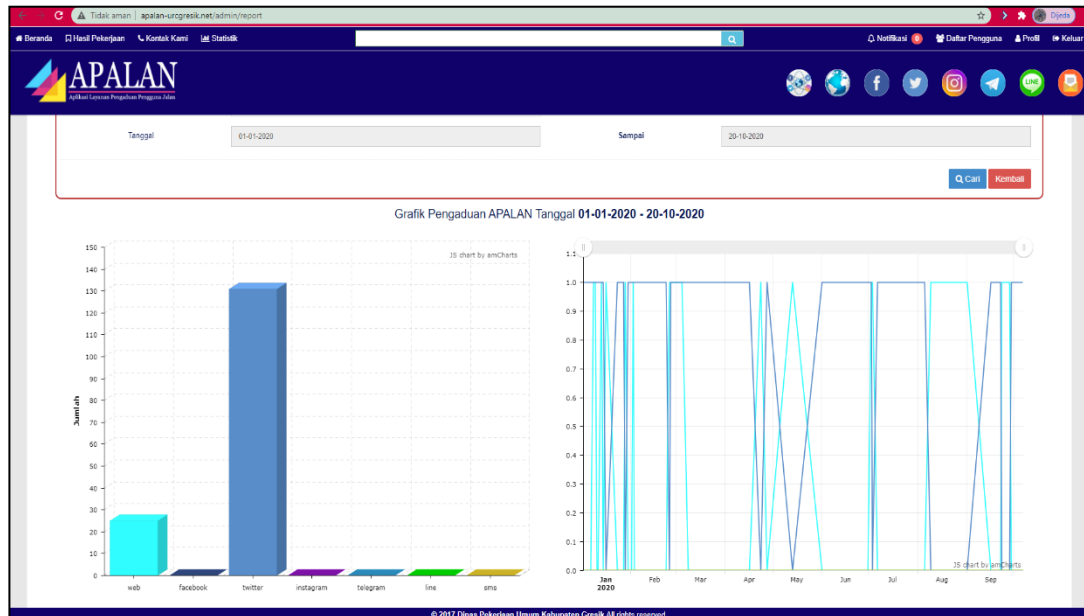 Tidak aman | apalan-urcgresik.net/admin/report Dijeda
Beranda Hasil Pekerjaan Kontak Kami Statistik Notifikasi 0 Daftar Pengguna Profil Keluar
APALAN
Aplikasi Layanan Pengaduan Pengguna Jalan
LINE
Tanggal 01-01-2020 Sampai 20-10-2020
Cari Kembali
Grafik Pengaduan APALAN Tanggal 01-01-2020 - 20-10-2020
JS chart by amCharts
150
140
130
120
110
100
90
80
70
60
50
40
30
20
10
0
Jumlah
web facebook twitter instagram telegram line sms
1.1
1.0
0.9
0.8
0.7
0.6
0.5
0.4
0.3
0.2
0.1
0.0
JS chart by amCharts
Jan Feb Mar Apr May Jun Jul Aug Sep
2020
© 2017 Dinas Pekerjaan Umum Kabupaten Gresik All rights reserved